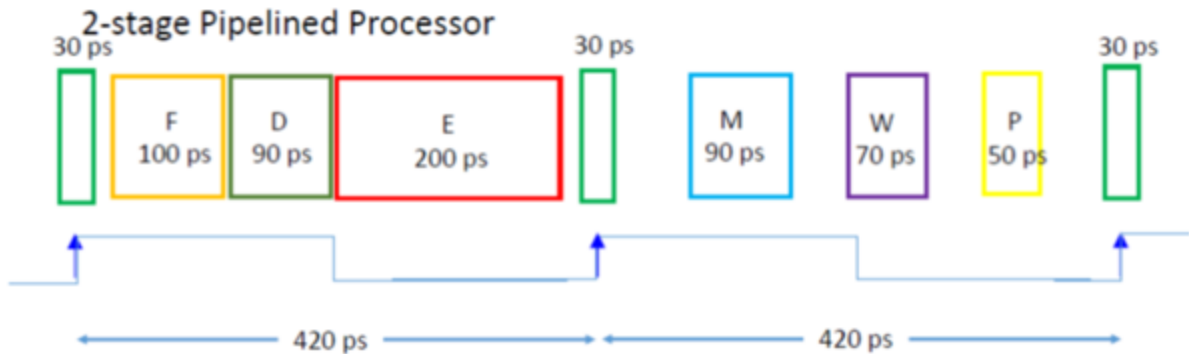 2-stage Pipelined Processor
30 ps
30 ps
30 ps
F
100 ps
D
90 ps
E
200 ps
M
90 ps
W
70 ps
P
50 ps
420 ps
420 ps